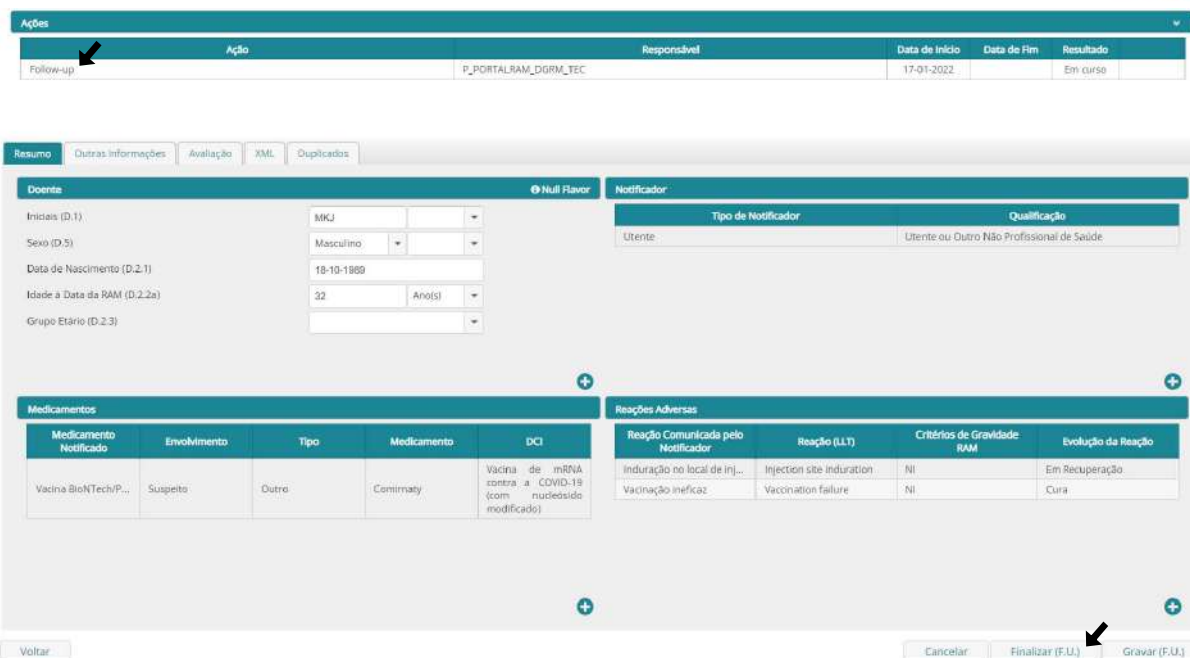 Ações
Ação Responsável Data de Início Data de Fim Resultado
Follow-up P_PORTALRAM_DGRM_TEC 17-01-2022 Em curso
Resumo Outras Informações Avaliação XML Duplicados
Doente Null Flavor
Iniciais (D.1) MKJ
Sexo (D.5) Masculino
Data de Nascimento (D.2.1) 18-10-1989
Idade à Data da RAM (D.2.2a) 32 Ano(s)
Grupo Etário (D.2.3)
Notificador
Tipo de Notificador Qualificação
Utente Utente ou Outro Não Profissional de Saúde
Medicamentos
Medicamento Notificado Envolvimento Tipo Medicamento DCI
Vacina BioNTech/P... Suspeito Outro Comirnaty Vacina de mRNA
contra a COVID-19
(com nucleósido
modificado)
Reações Adversas
Reação Comunicada pelo Notificador Reação (LLT) Critérios de Gravidade RAM Evolução da Reação
Induração no local de inj... Injection site induration NI Em Recuperação
Vacinação ineficaz Vaccination failure NI Cura
Voltar Cancelar Finalizar (F.U.) Gravar (F.U.)